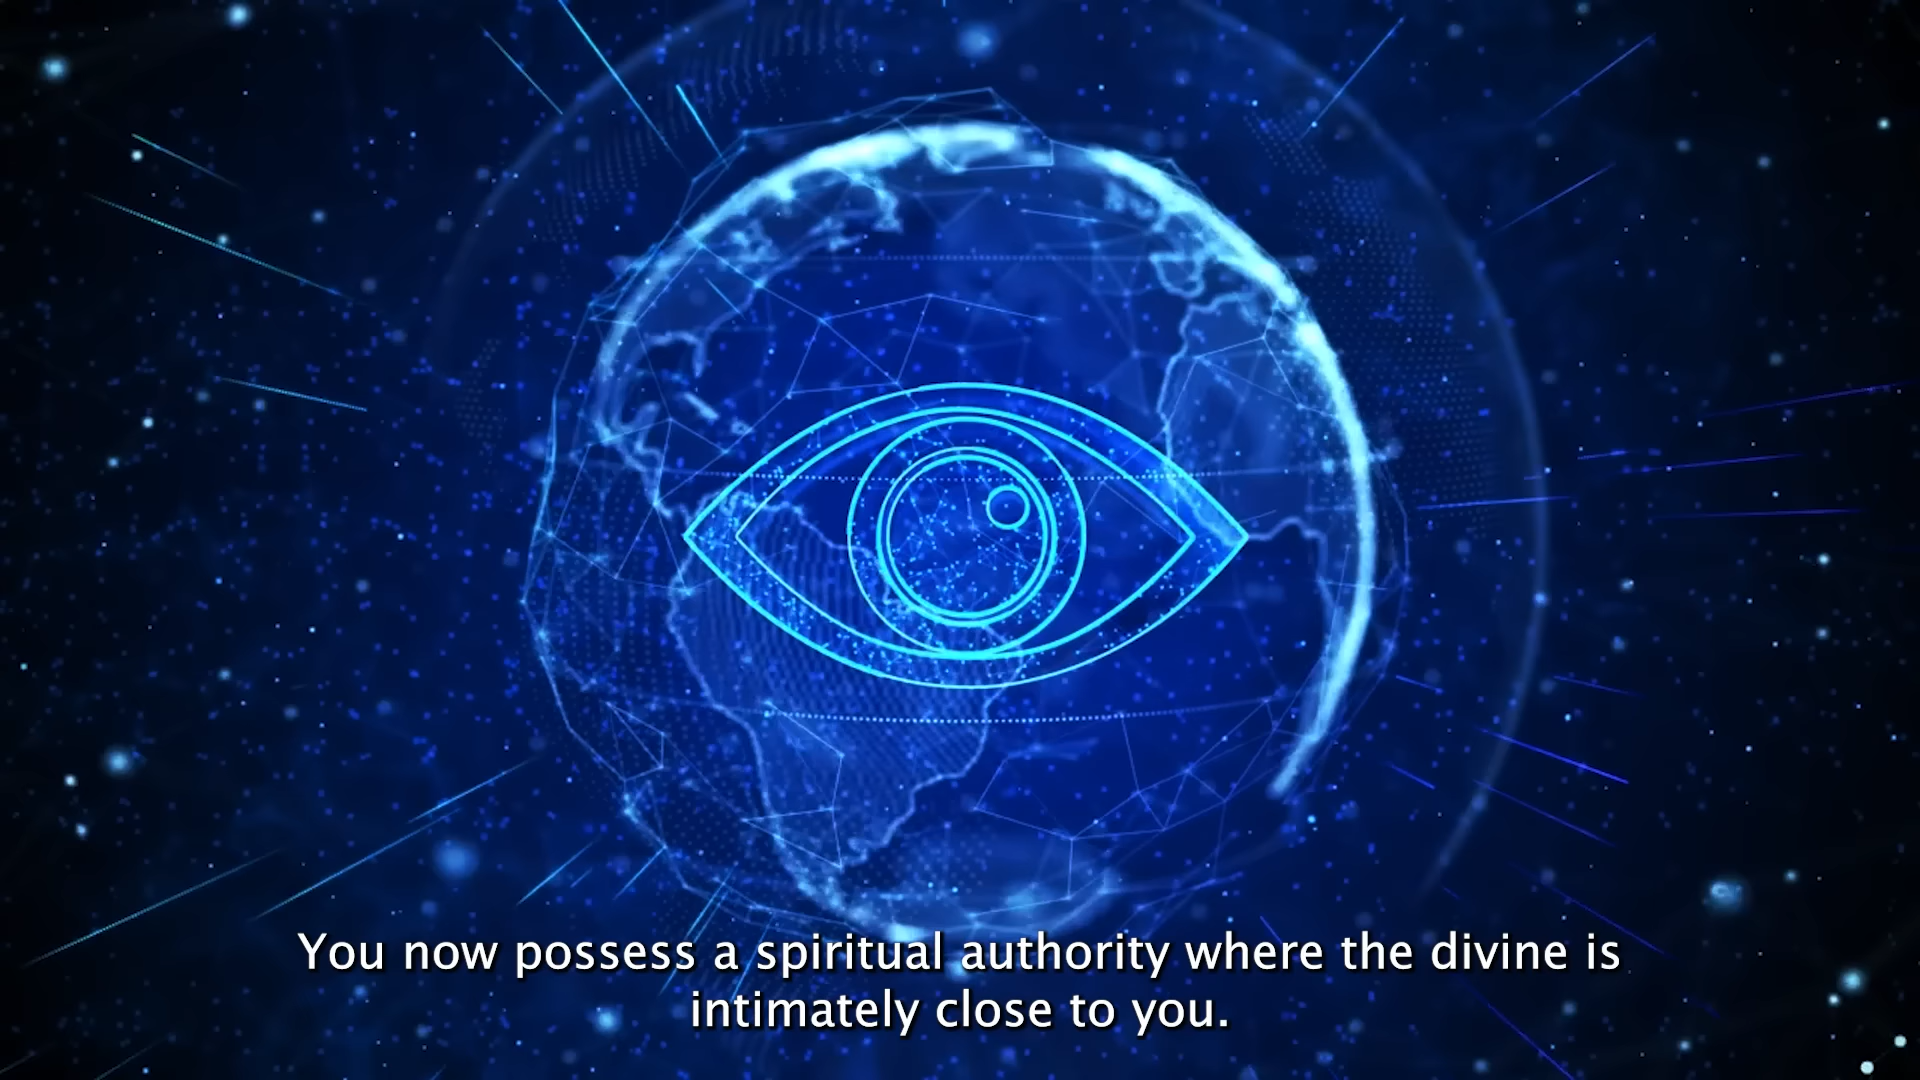 You now possess a spiritual authority where the divine is
intimately close to you.